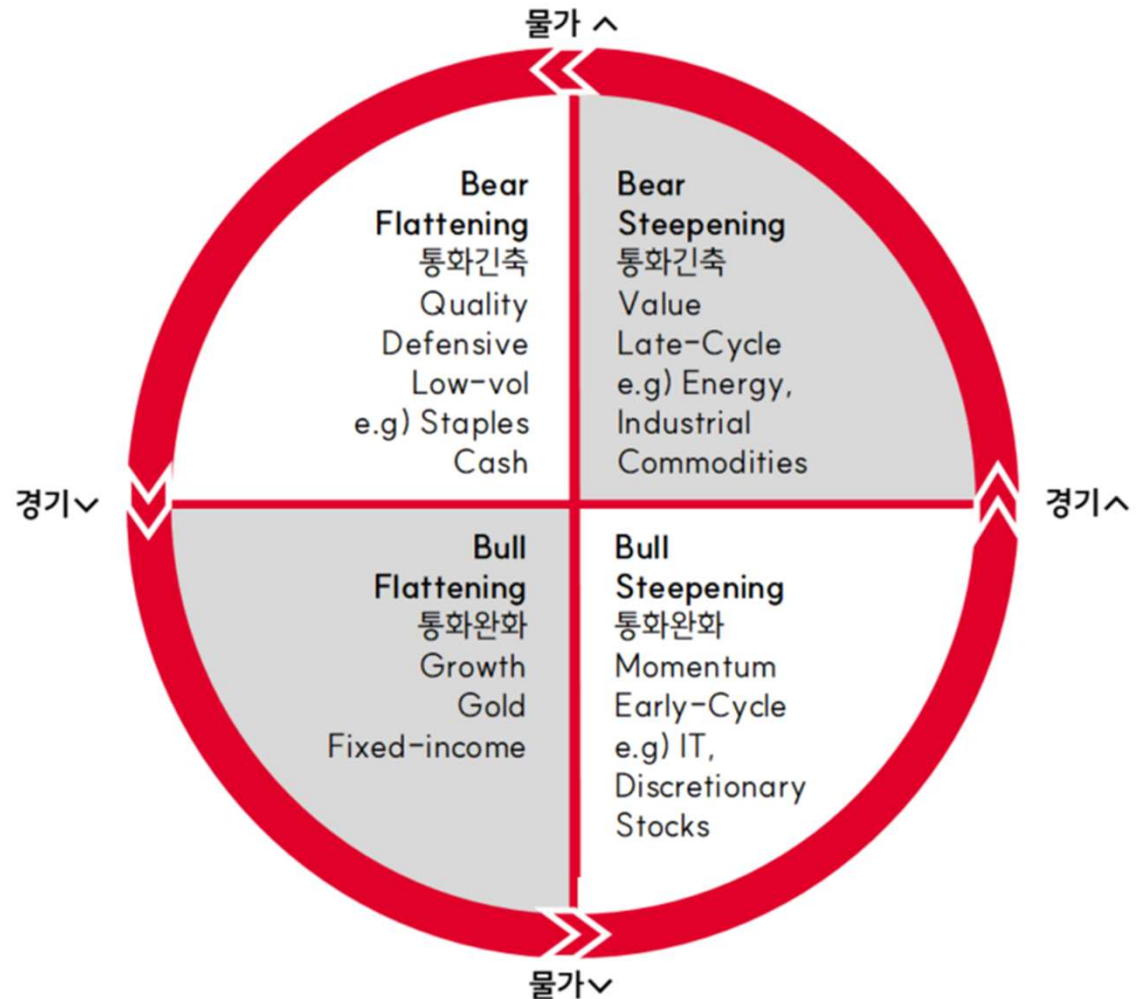 물가 ㅅ
Bear
Flattening
통화긴축
Quality
Defensive
Low-vol
e.g) Staples
Cash
Bear
Steepening
통화긴축
Value
Late-Cycle
e.g) Energy,
Industrial
Commodities
경기∨
경기∧
Bull
Flattening
통화완화
Growth
Gold
Fixed-income
Bull
Steepening
통화완화
Momentum
Early-Cycle
e.g) IT,
Discretionary
Stocks
물가∨